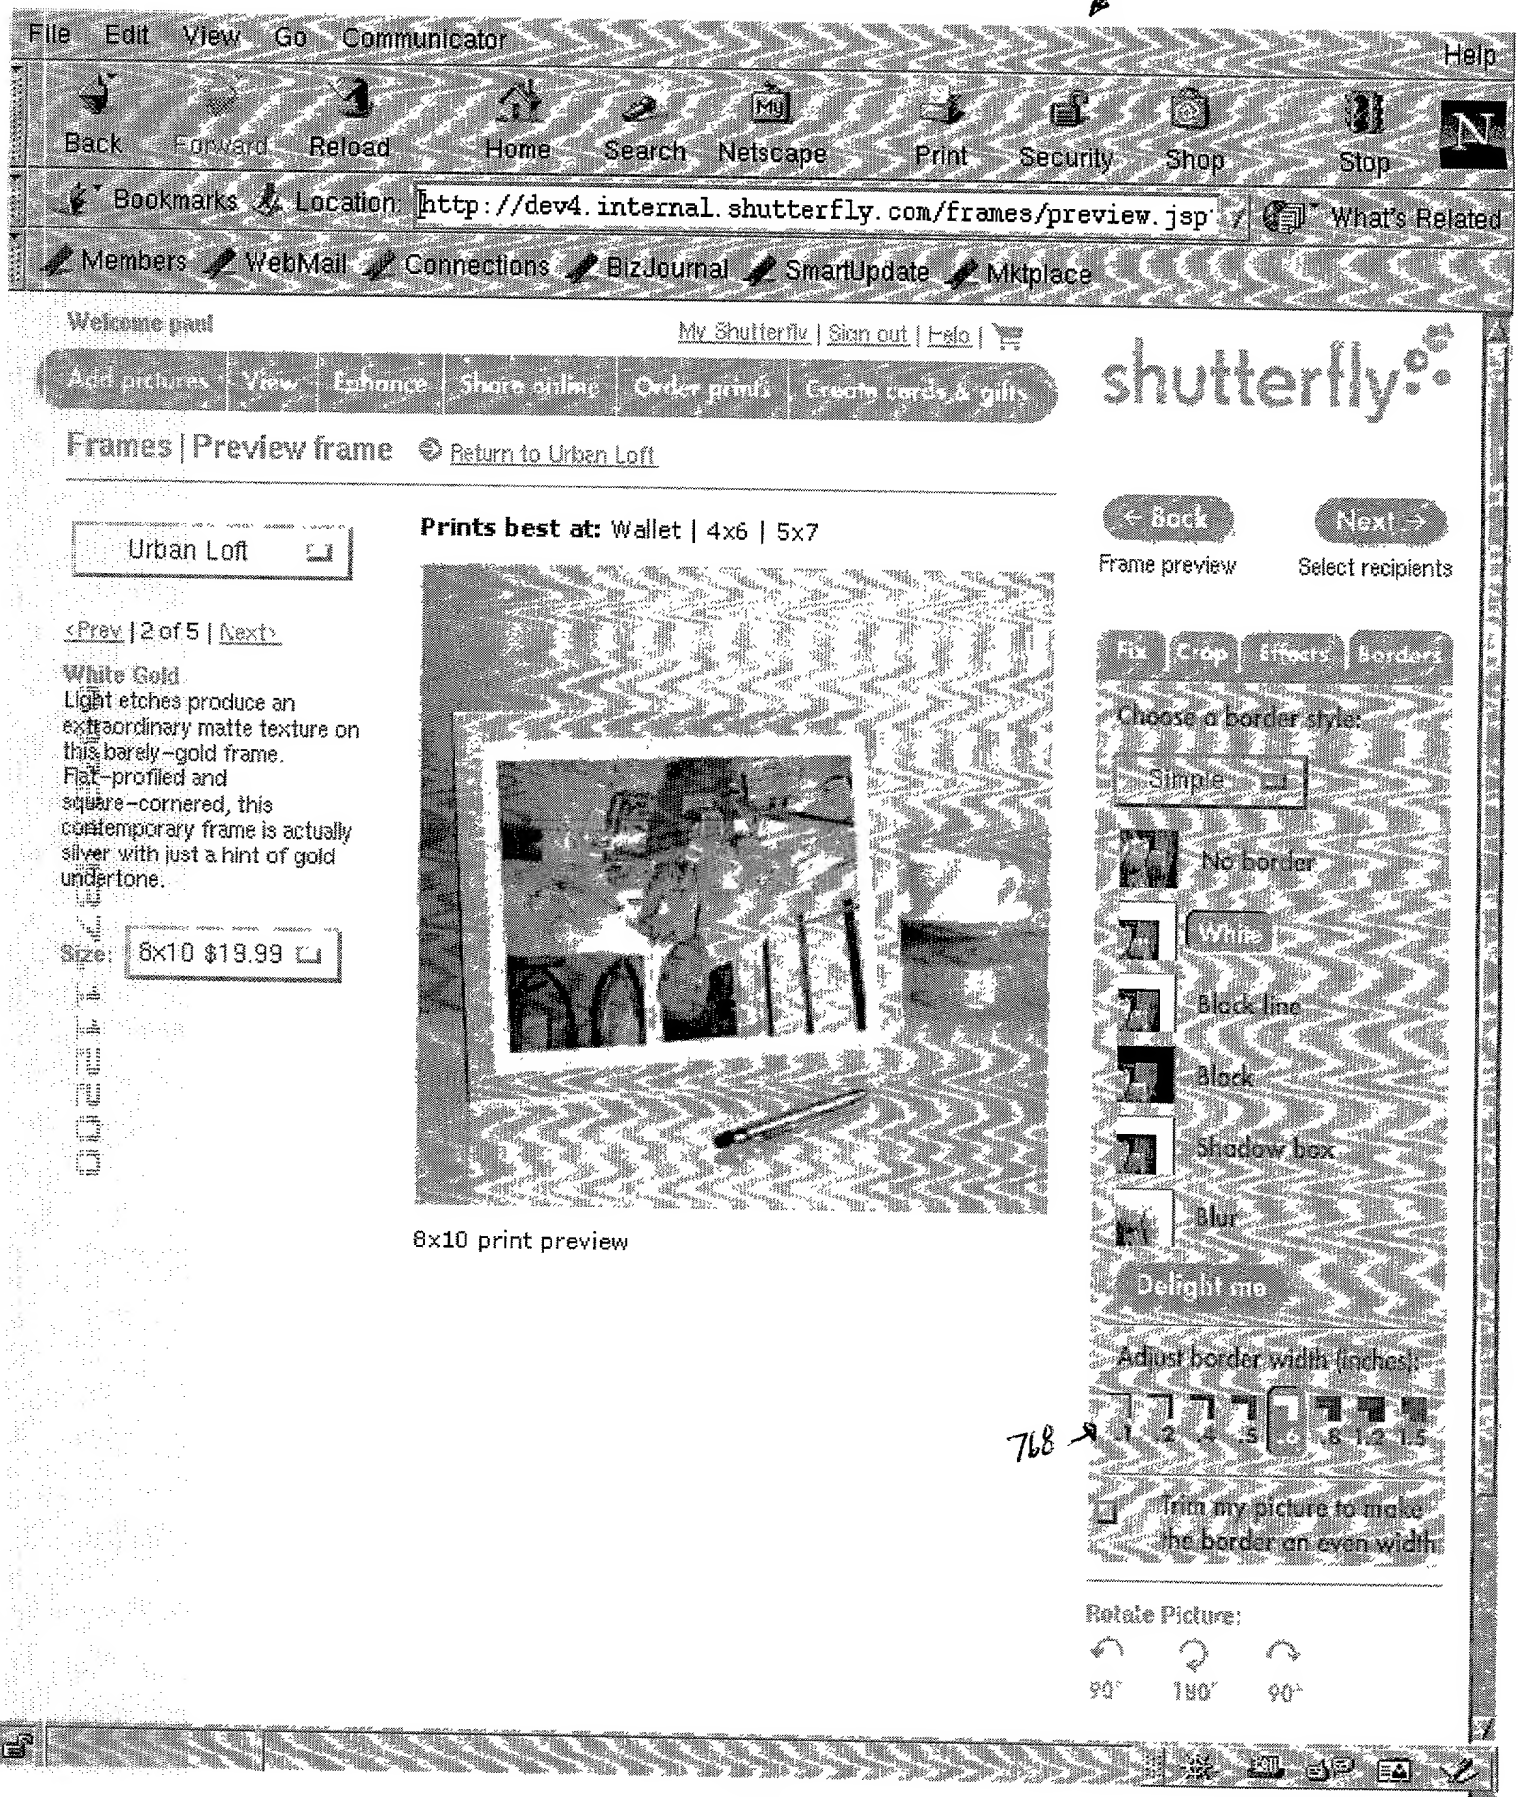 File Edit View Go Communicator Help
Back Forward Reload Home Search Netscape Print Security Shop Stop
Bookmarks Location: http://dev4.internal.shutterfly.com/frames/preview.jsp What's Related
Members WebMail Connections BizJournal SmartUpdate Mktplace
Welcome paul
My Shutterfly | Sign out | Help |
shutterfly
Add pictures View Enhance Share online Order prints Create cards & gifts
Frames | Preview frame Return to Urban Loft
← Back Next →
Frame preview Select recipients
Urban Loft
Prints best at: Wallet | 4x6 | 5x7
<Prev | 2 of 5 | Next>
White Gold
Light etches produce an
extraordinary matte texture on
this barely-gold frame.
Flat-profiled and
square-cornered, this
contemporary frame is actually
silver with just a hint of gold
undertone.
Size: 8x10 $19.99
8x10 print preview
Fix Crop Effects Borders
Choose a border style:
Simple
No border
White
Black line
Black
Shadow box
Blur
Delight me
Adjust border width (inches):
.1 .2 .4 .5 .6 .8 1.2 1.5
768
Trim my picture to make
the border an even width
Rotate Picture:
90° 180° 90°